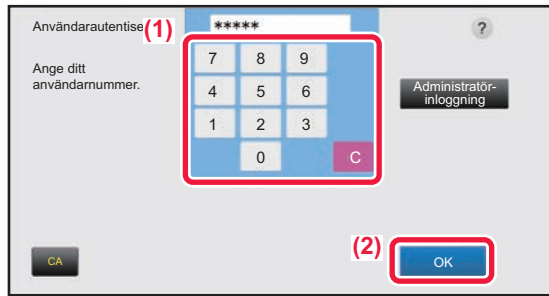 Användarautentise
(1)
*****
?
Ange ditt
användarnummer.
7 8 9
4 5 6
1 2 3
0 C
Administratör-
inloggning
(2)
CA
OK